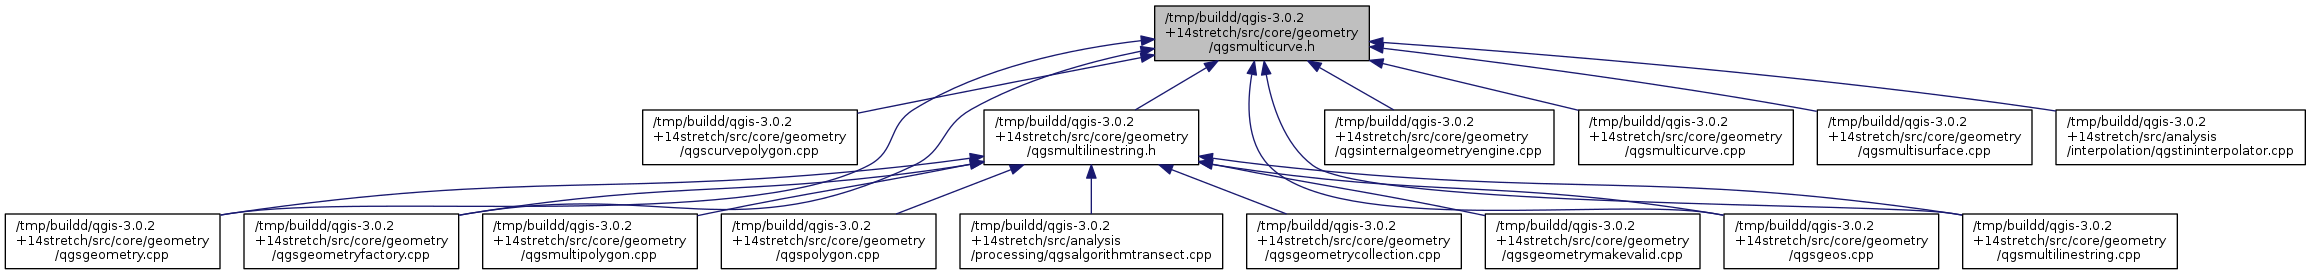 /tmp/buildd/qgis-3.0.2
+14stretch/src/core/geometry
/qgsmulticurve.h
/tmp/buildd/qgis-3.0.2
+14stretch/src/core/geometry
/qgscurvepolygon.cpp
/tmp/buildd/qgis-3.0.2
+14stretch/src/core/geometry
/qgsmultilinestring.h
/tmp/buildd/qgis-3.0.2
+14stretch/src/core/geometry
/qgsinternalgeometryengine.cpp
/tmp/buildd/qgis-3.0.2
+14stretch/src/core/geometry
/qgsmulticurve.cpp
/tmp/buildd/qgis-3.0.2
+14stretch/src/core/geometry
/qgsmultisurface.cpp
/tmp/buildd/qgis-3.0.2
+14stretch/src/analysis
/interpolation/qgstininterpolator.cpp
/tmp/buildd/qgis-3.0.2
+14stretch/src/core/geometry
/qgsgeometry.cpp
/tmp/buildd/qgis-3.0.2
+14stretch/src/core/geometry
/qgsgeometryfactory.cpp
/tmp/buildd/qgis-3.0.2
+14stretch/src/core/geometry
/qgsmultipolygon.cpp
/tmp/buildd/qgis-3.0.2
+14stretch/src/core/geometry
/qgspolygon.cpp
/tmp/buildd/qgis-3.0.2
+14stretch/src/analysis
/processing/qgsalgorithmtransect.cpp
/tmp/buildd/qgis-3.0.2
+14stretch/src/core/geometry
/qgsgeometrycollection.cpp
/tmp/buildd/qgis-3.0.2
+14stretch/src/core/geometry
/qgsgeometrymakevalid.cpp
/tmp/buildd/qgis-3.0.2
+14stretch/src/core/geometry
/qgsgeos.cpp
/tmp/buildd/qgis-3.0.2
+14stretch/src/core/geometry
/qgsmultilinestring.cpp